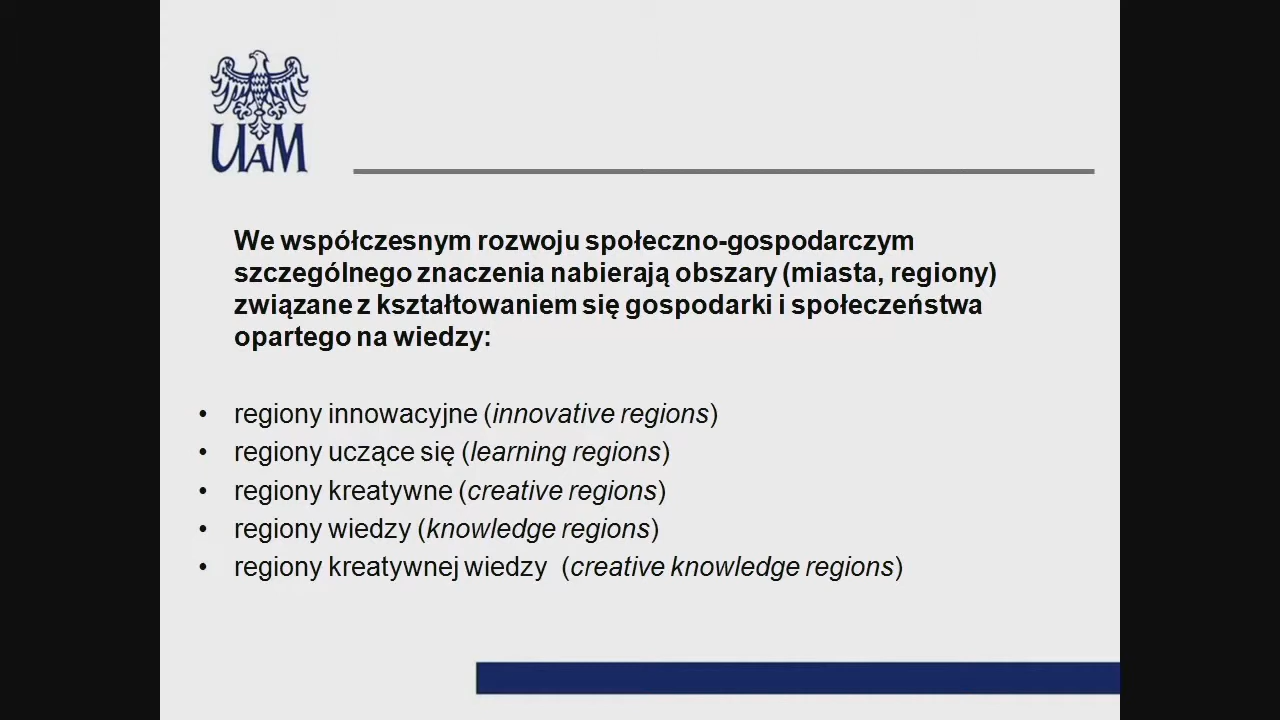 UAM
We współczesnym rozwoju społeczno-gospodarczym
szczególnego znaczenia nabierają obszary (miasta, regiony)
związane z kształtowaniem się gospodarki i społeczeństwa
opartego na wiedzy:
• regiony innowacyjne (innovative regions)
• regiony uczące się (learning regions)
• regiony kreatywne (creative regions)
• regiony wiedzy (knowledge regions)
• regiony kreatywnej wiedzy (creative knowledge regions)